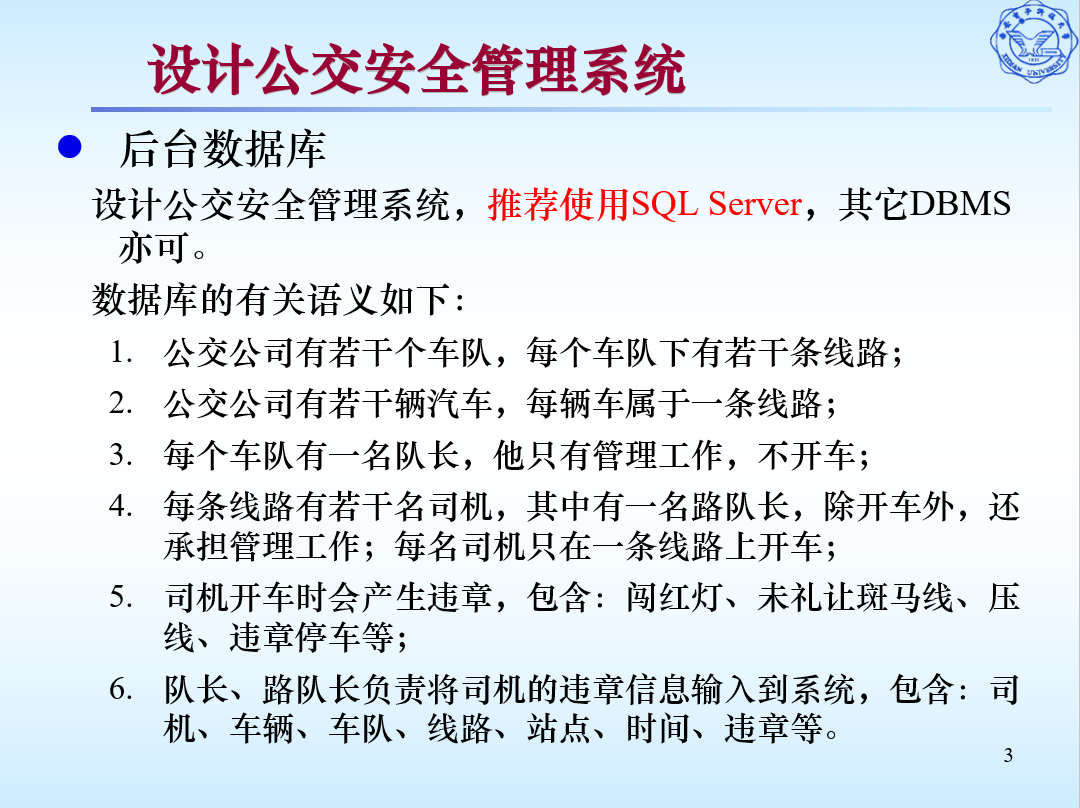 设计公交安全管理系统
XIDIAN UNIVERSITY
后台数据库
设计公交安全管理系统，推荐使用SQL Server，其它DBMS
亦可。
数据库的有关语义如下：
1. 公交公司有若干个车队，每个车队下有若干条线路；
2. 公交公司有若干辆汽车，每辆车属于一条线路；
3. 每个车队有一名队长，他只有管理工作，不开车；
4. 每条线路有若干名司机，其中有一名路队长，除开车外，还
承担管理工作；每名司机只在一条线路上开车；
5. 司机开车时会产生违章，包含：闯红灯、未礼让斑马线、压
线、违章停车等；
6. 队长、路队长负责将司机的违章信息输入到系统，包含：司
机、车辆、车队、线路、站点、时间、违章等。
3